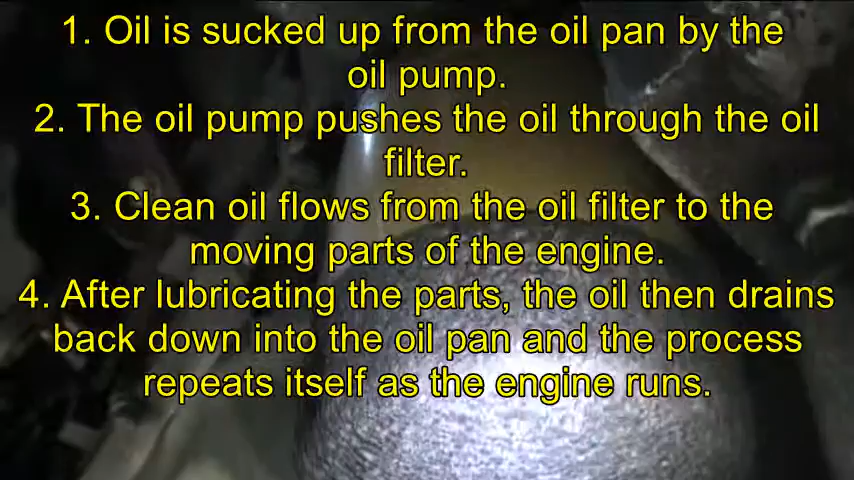 1. Oil is sucked up from the oil pan by the
oil pump.
2. The oil pump pushes the oil through the oil
filter.
3. Clean oil flows from the oil filter to the
moving parts of the engine.
4. After lubricating the parts, the oil then drains
back down into the oil pan and the process
repeats itself as the engine runs.